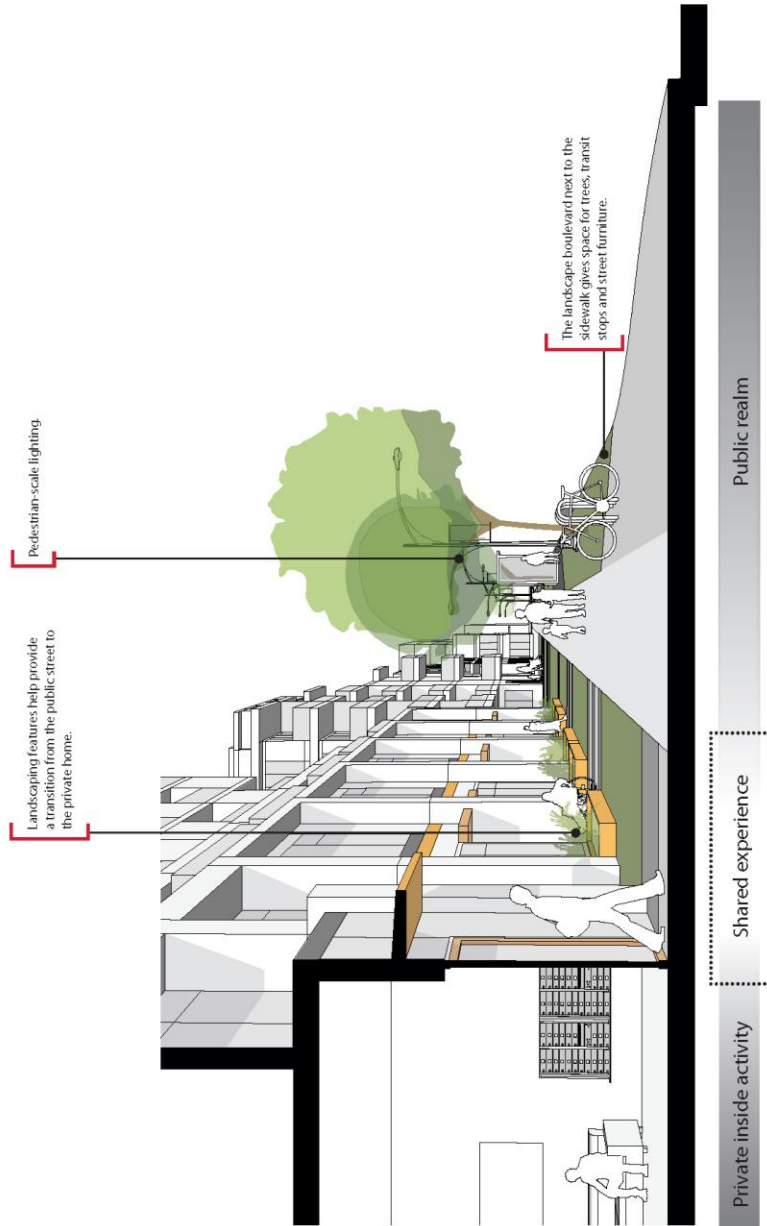 Landscaping features help provide
a transition from the public street to
the private home.
Pedestrian-scale lighting.
The landscape boulevard next to the
sidewalk gives space for trees, transit
stops and street furniture.
Private inside activity
Shared experience
Public realm